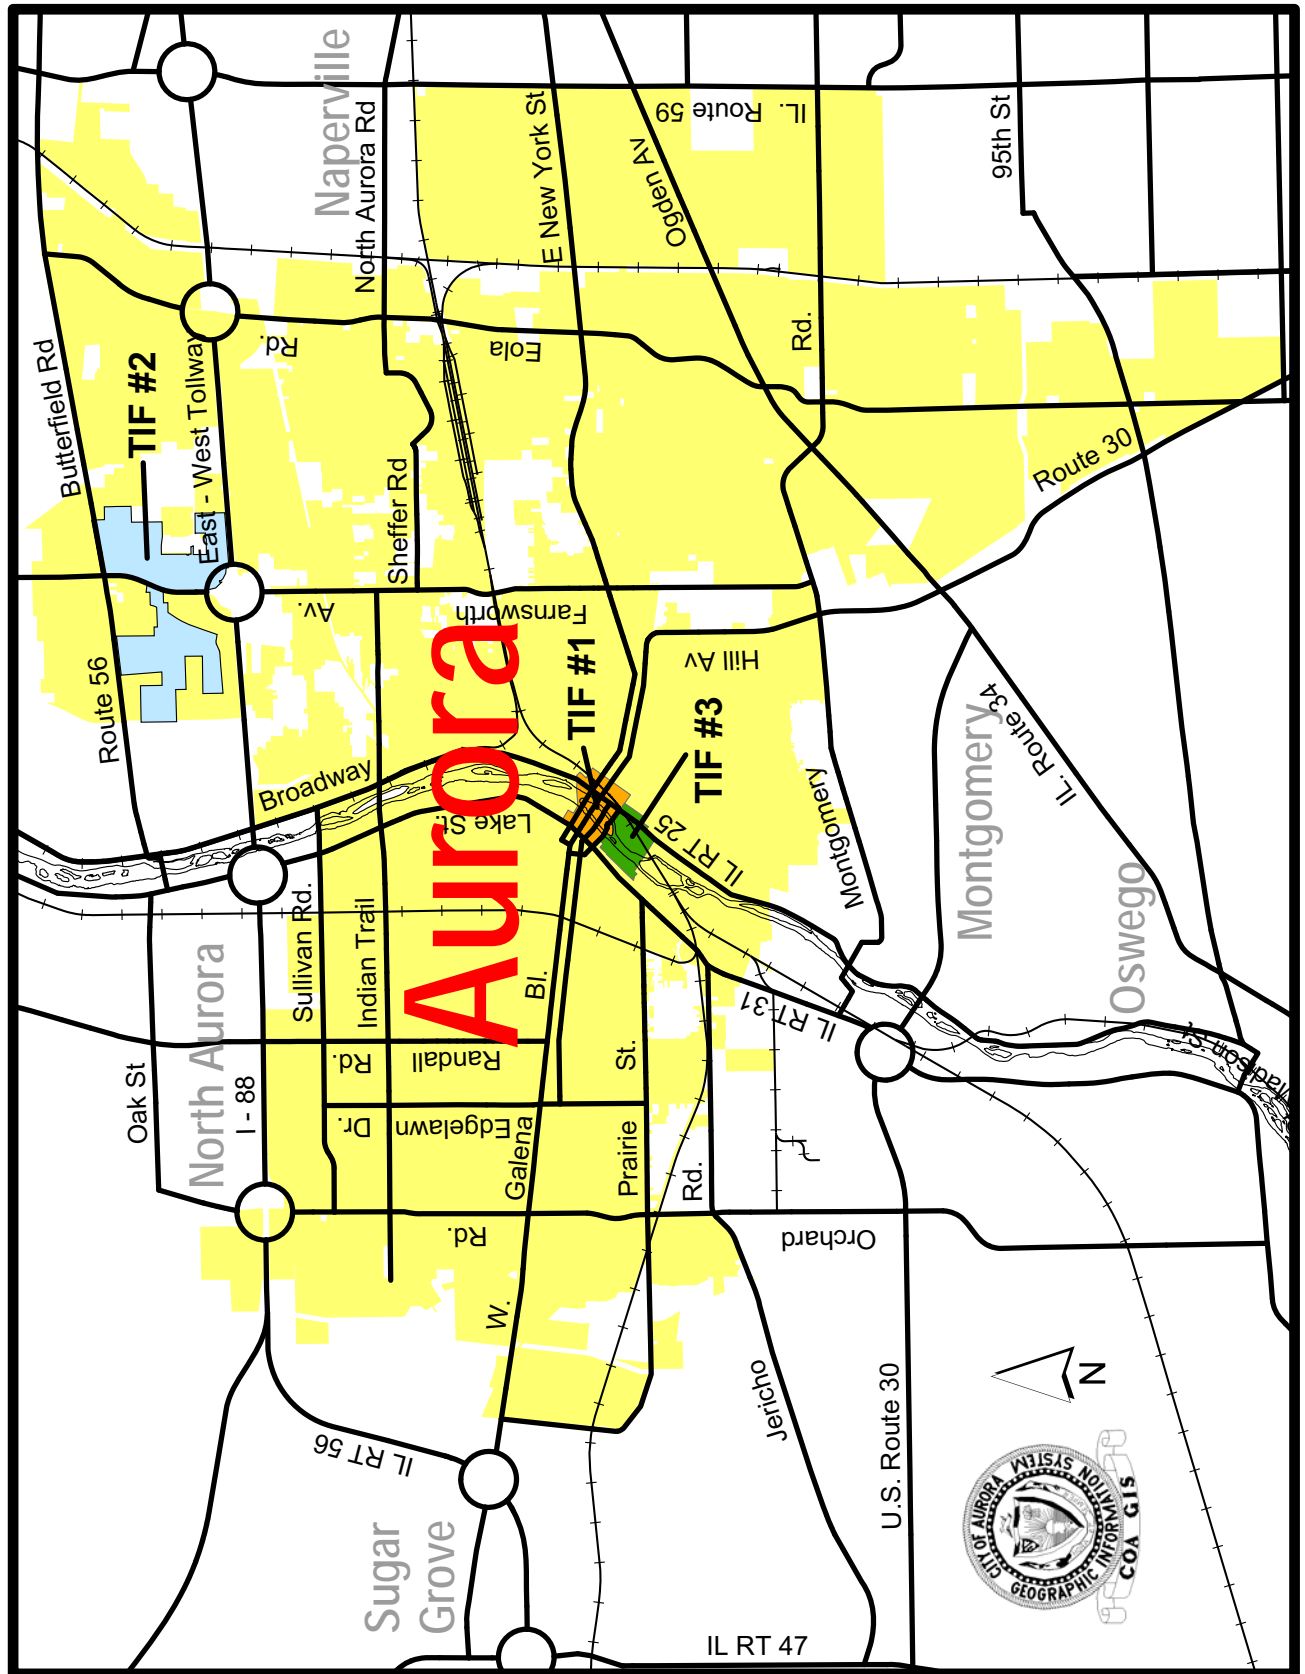 Naperville
North Aurora Rd
E New York St
Ogden Av
IL. Route 59
95th St
Butterfield Rd
TIF #2
East - West Tollway
Eola Rd.
Rd.
Sheffer Rd
Route 30
Farnsworth Av.
Route 56
Aurora
TIF #1
Hill Av
TIF #3
Broadway
Lake St.
IL RT 25
Montgomery
Montgomery
IL. Route 34
Oswego
Sullivan Rd.
Indian Trail
North Aurora
Oak St
I - 88
Randall Rd.
Edgelawn Dr.
W. Galena Bl.
Prairie St.
IL RT 31
Madison St.
Orchard Rd.
Jericho Rd.
IL RT 56
Sugar
Grove
U.S. Route 30
IL RT 47
N
CITY OF AURORA
GEOGRAPHIC INFORMATION SYSTEM
COA GIS